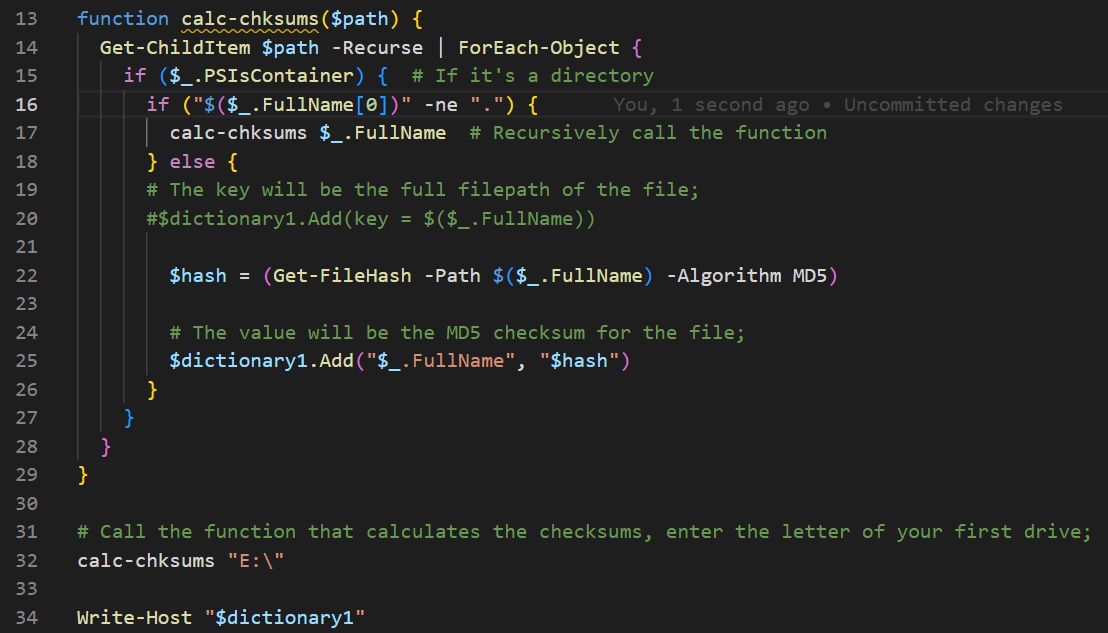 13 function calc-chksums($path) {
14 Get-ChildItem $path -Recurse | ForEach-Object {
15 if ($_.PSIsContainer) { # If it's a directory
16 if ("$($_.FullName[0])" -ne ".") { You, 1 second ago • Uncommitted changes
17 calc-chksums $_.FullName # Recursively call the function
18 } else {
19 # The key will be the full filepath of the file;
20 #$dictionary1.Add(key = $($_.FullName))
21
22 $hash = (Get-FileHash -Path $($_.FullName) -Algorithm MD5)
23
24 # The value will be the MD5 checksum for the file;
25 $dictionary1.Add("$_.FullName", "$hash")
26 }
27 }
28 }
29 }
30
31 # Call the function that calculates the checksums, enter the letter of your first drive;
32 calc-chksums "E:\"
33
34 Write-Host "$dictionary1"